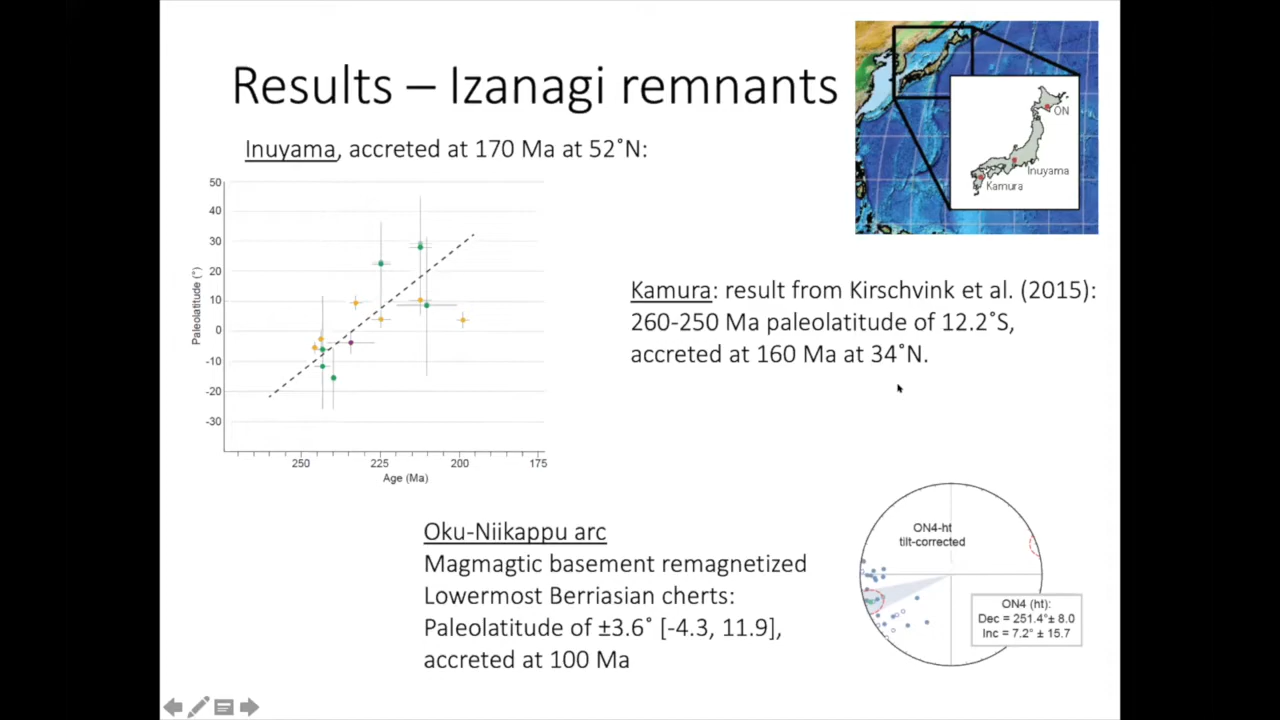 Results – Izanagi remnants
Inuyama, accreted at 170 Ma at 52˚N:
50
40
30
20
10
0
-10
-20
-30
Paleolatitude (°)
250
225
200
175
Age (Ma)
ON
Inuyama
Kamura
Kamura: result from Kirschvink et al. (2015):
260-250 Ma paleolatitude of 12.2˚S,
accreted at 160 Ma at 34˚N.
Oku-Niikappu arc
Magmagtic basement remagnetized
Lowermost Berriasian cherts:
Paleolatitude of ±3.6˚ [-4.3, 11.9],
accreted at 100 Ma
ON4-ht
tilt-corrected
ON4 (ht):
Dec = 251.4°± 8.0
Inc = 7.2° ± 15.7